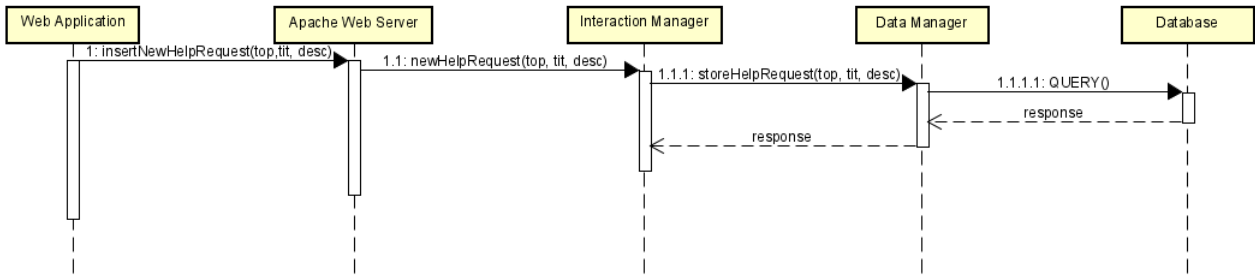 Web Application
Apache Web Server
Interaction Manager
Data Manager
Database
1: insertNewHelpRequest(top,tit, desc)
1.1: newHelpRequest(top, tit, desc)
1.1.1: storeHelpRequest(top, tit, desc)
1.1.1.1: QUERY()
response
response